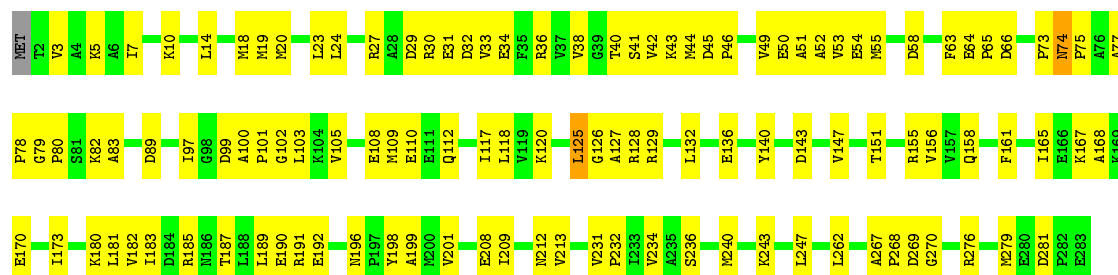 MET T2 V3 A4 K5 A6 I7 K10 L14 M18 M19 M20 L23 L24 R27 A28 D29 R30 E31 D32 V33 E34 F35 R36 V37 V38 G39 T40 S41 V42 K43 M44 D45 P46 V49 E50 A51 A52 V53 E54 M55 D58 F63 E64 P65 D66 P73 N74 P75 A76 A77
P78 G79 P80 S81 K82 A83 D89 I97 G98 D99 A100 P101 G102 L103 K104 V105 E108 M109 E110 E111 Q112 I117 L118 V119 K120 L125 G126 A127 R128 R129 L132 E136 Y140 D143 V147 T151 R155 V156 V157 Q158 F161 I165 E166 K167 A168 K169
E170 I173 K180 L181 V182 I183 D184 R185 N186 T187 L188 L189 E190 R191 E192 N196 P197 Y198 A199 M200 V201 E208 I209 N212 V213 V231 P232 I233 V234 A235 S236 M240 K243 L247 L262 A267 P268 D269 G270 R276 M279 E280 D281 P282 E283